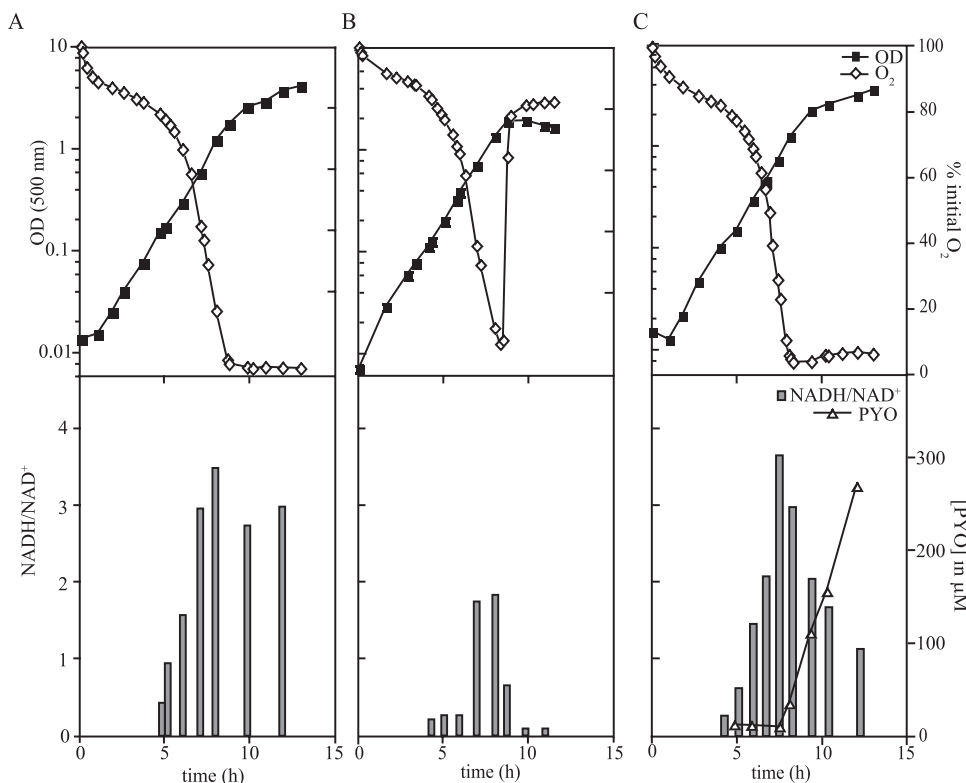 A
B
C
10
1
0.1
0.01
OD (500 nm)
OD
O2
100
80
60
40
20
0
% initial O2
NADH/NAD+
4
3
2
1
0
NADH/NAD+
PYO
300
200
100
0
[PYO] in µM
0 5 10 15
0 5 10 15
0 5 10 15
time (h)
time (h)
time (h)